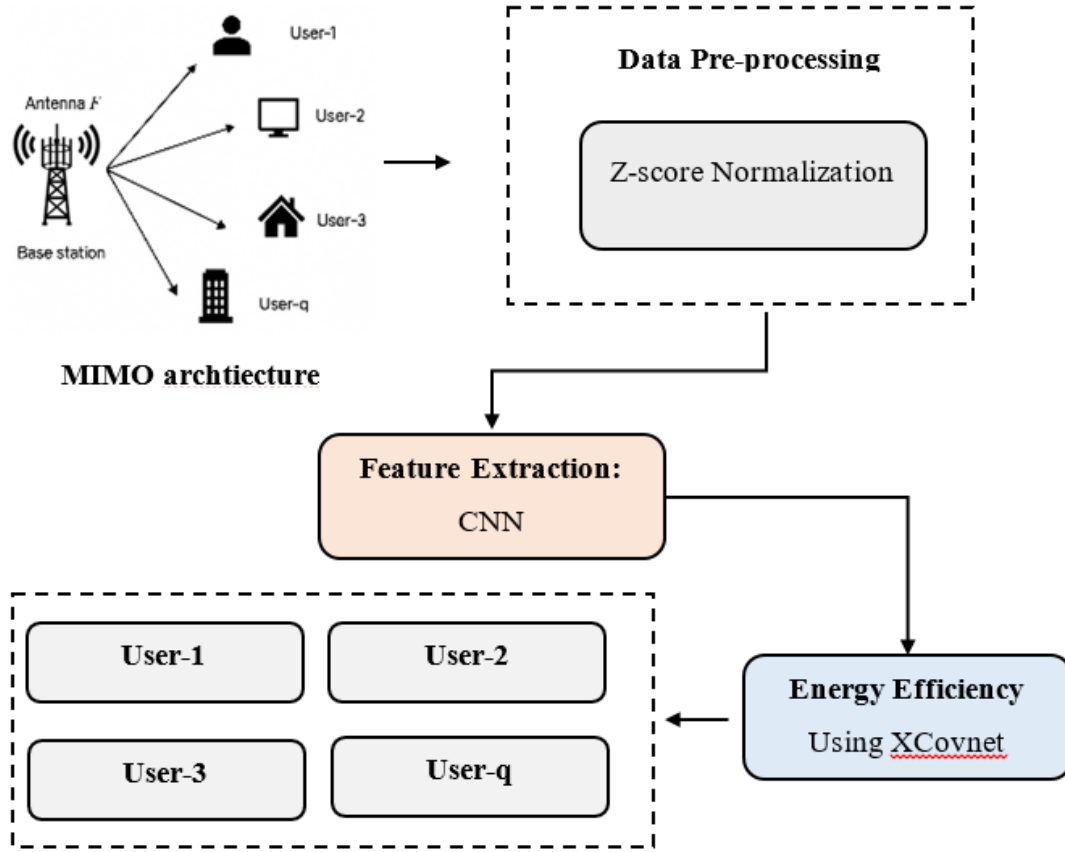 User-1
Antenna F
User-2
User-3
Base station
User-q
MIMO archtiecture
Data Pre-processing
Z-score Normalization
Feature Extraction:
CNN
Energy Efficiency
Using XCovnet
User-1
User-2
User-3
User-q